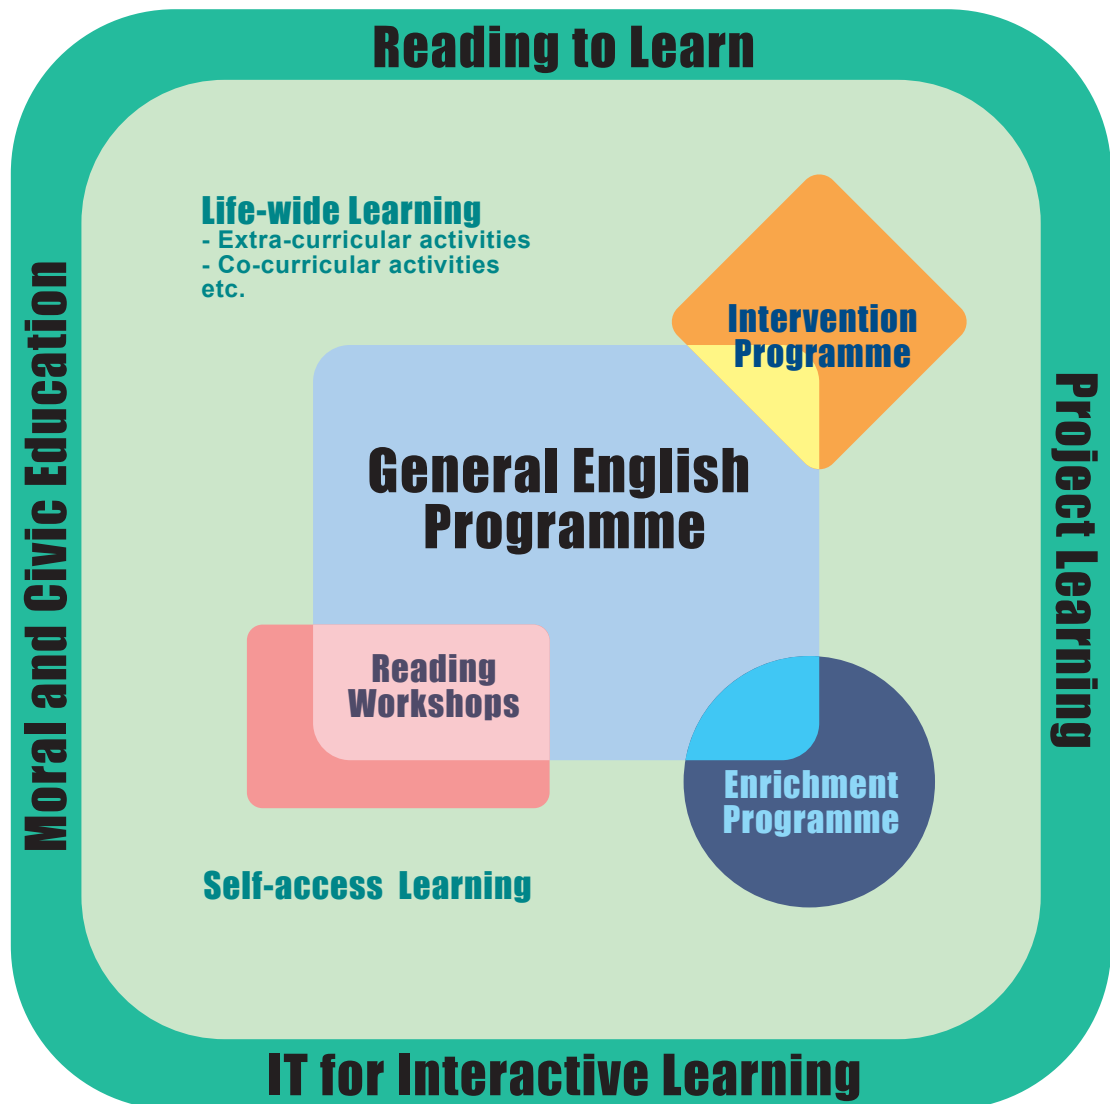 Reading to Learn
Life-wide Learning
- Extra-curricular activities
- Co-curricular activities
etc.
Intervention
Programme
Moral and Civic Education
Project Learning
General English
Programme
Reading
Workshops
Enrichment
Programme
Self-access Learning
IT for Interactive Learning